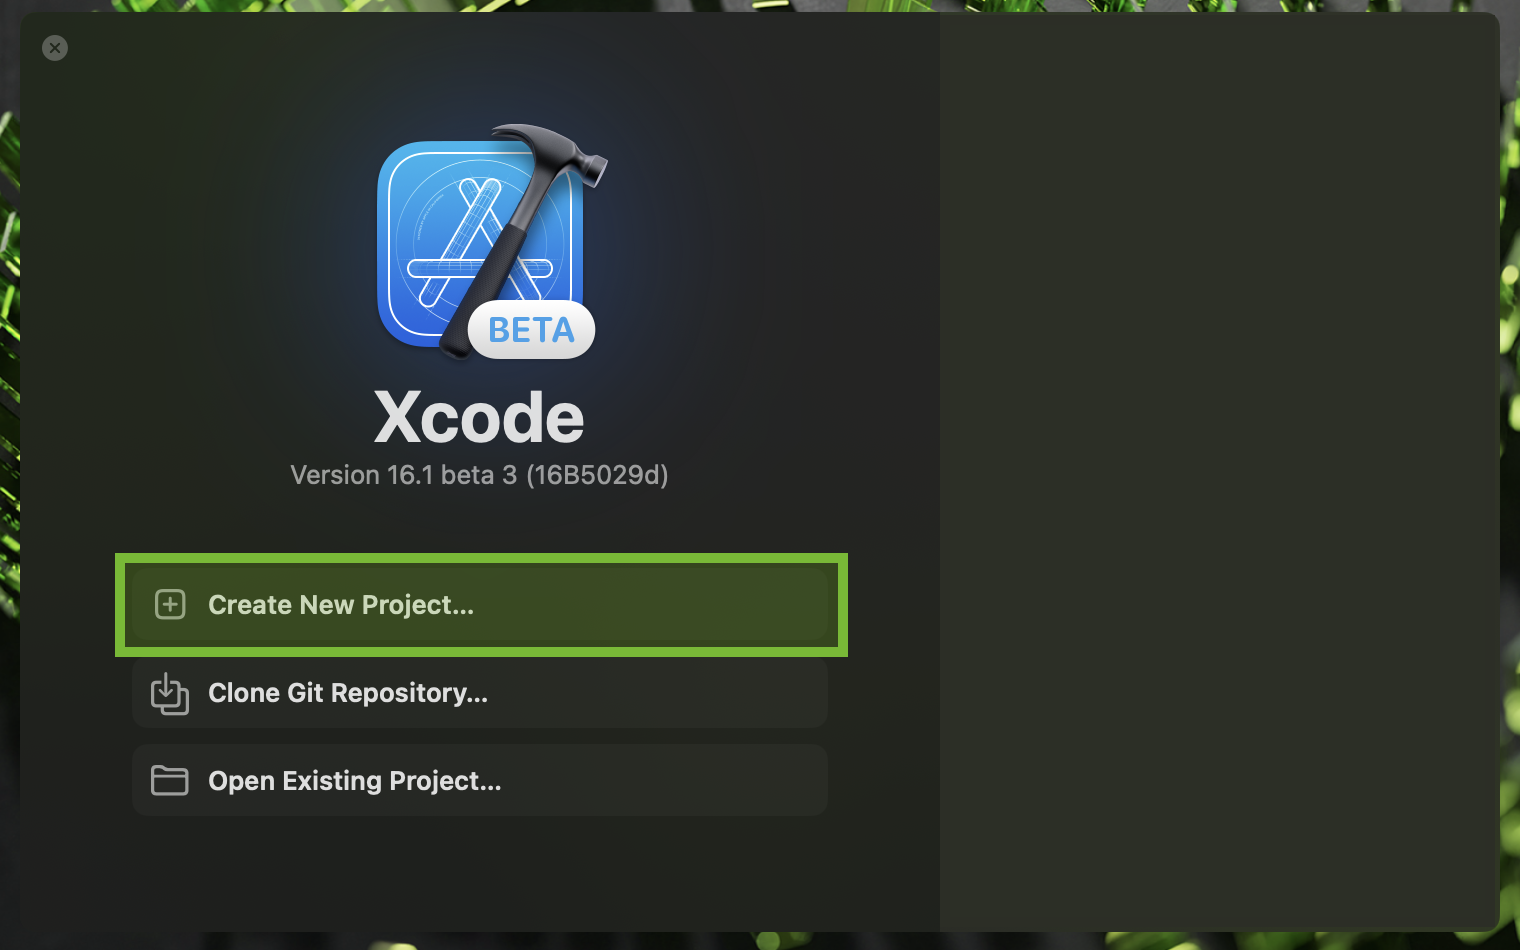 BETA
Xcode
Version 16.1 beta 3 (16B5029d)
Create New Project...
Clone Git Repository...
Open Existing Project...